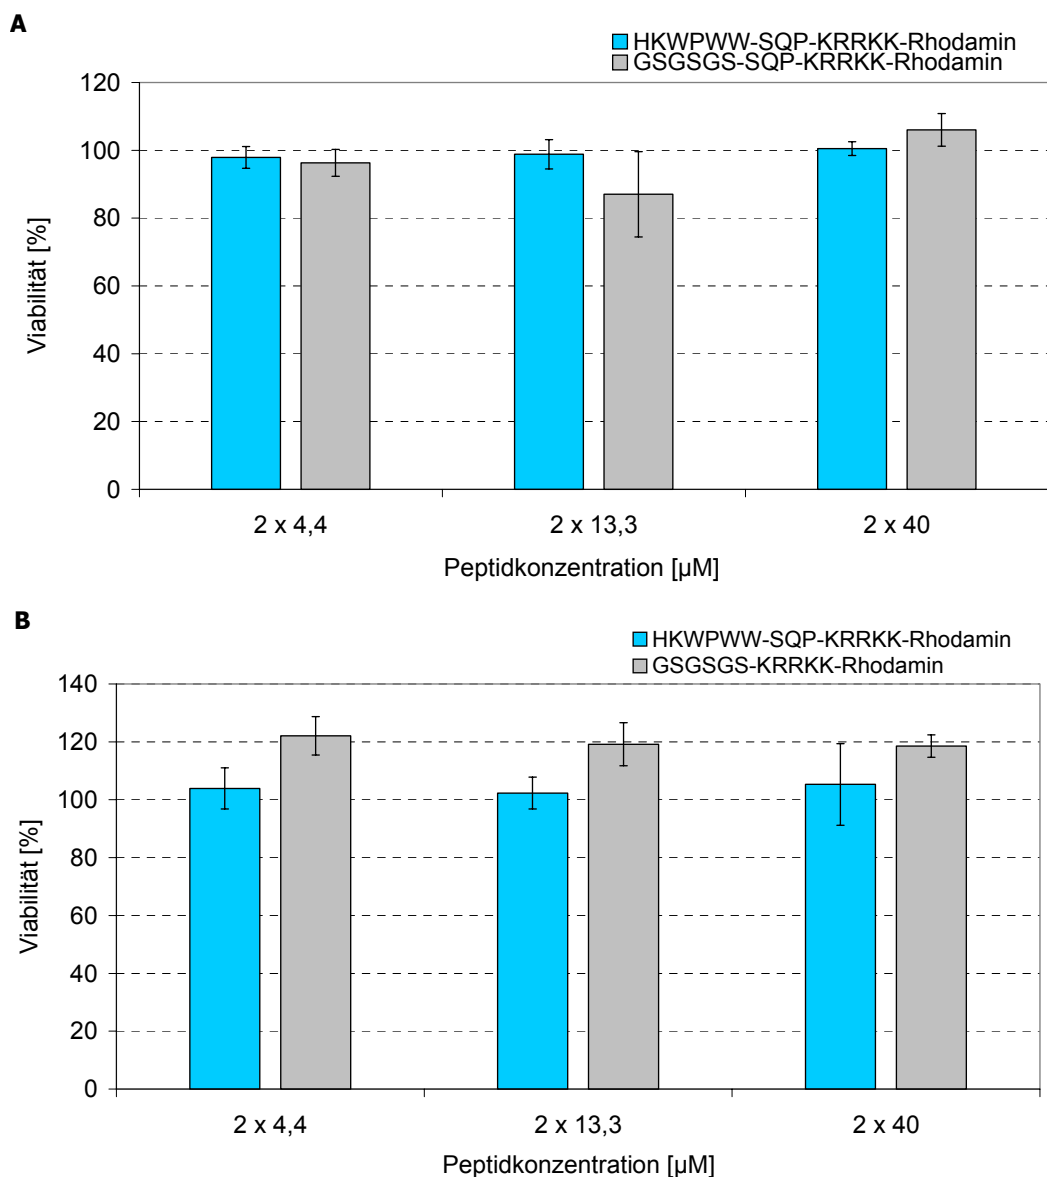 A
HKWPWW-SQP-KRRKK-Rhodamin
GSGSGS-SQP-KRRKK-Rhodamin
120
100
80
60
40
20
0
Viabilität [%]
2 x 4,4
2 x 13,3
2 x 40
Peptidkonzentration [µM]
B
HKWPWW-SQP-KRRKK-Rhodamin
GSGSGS-KRRKK-Rhodamin
140
120
100
80
60
40
20
0
Viabilität [%]
2 x 4,4
2 x 13,3
2 x 40
Peptidkonzentration [µM]